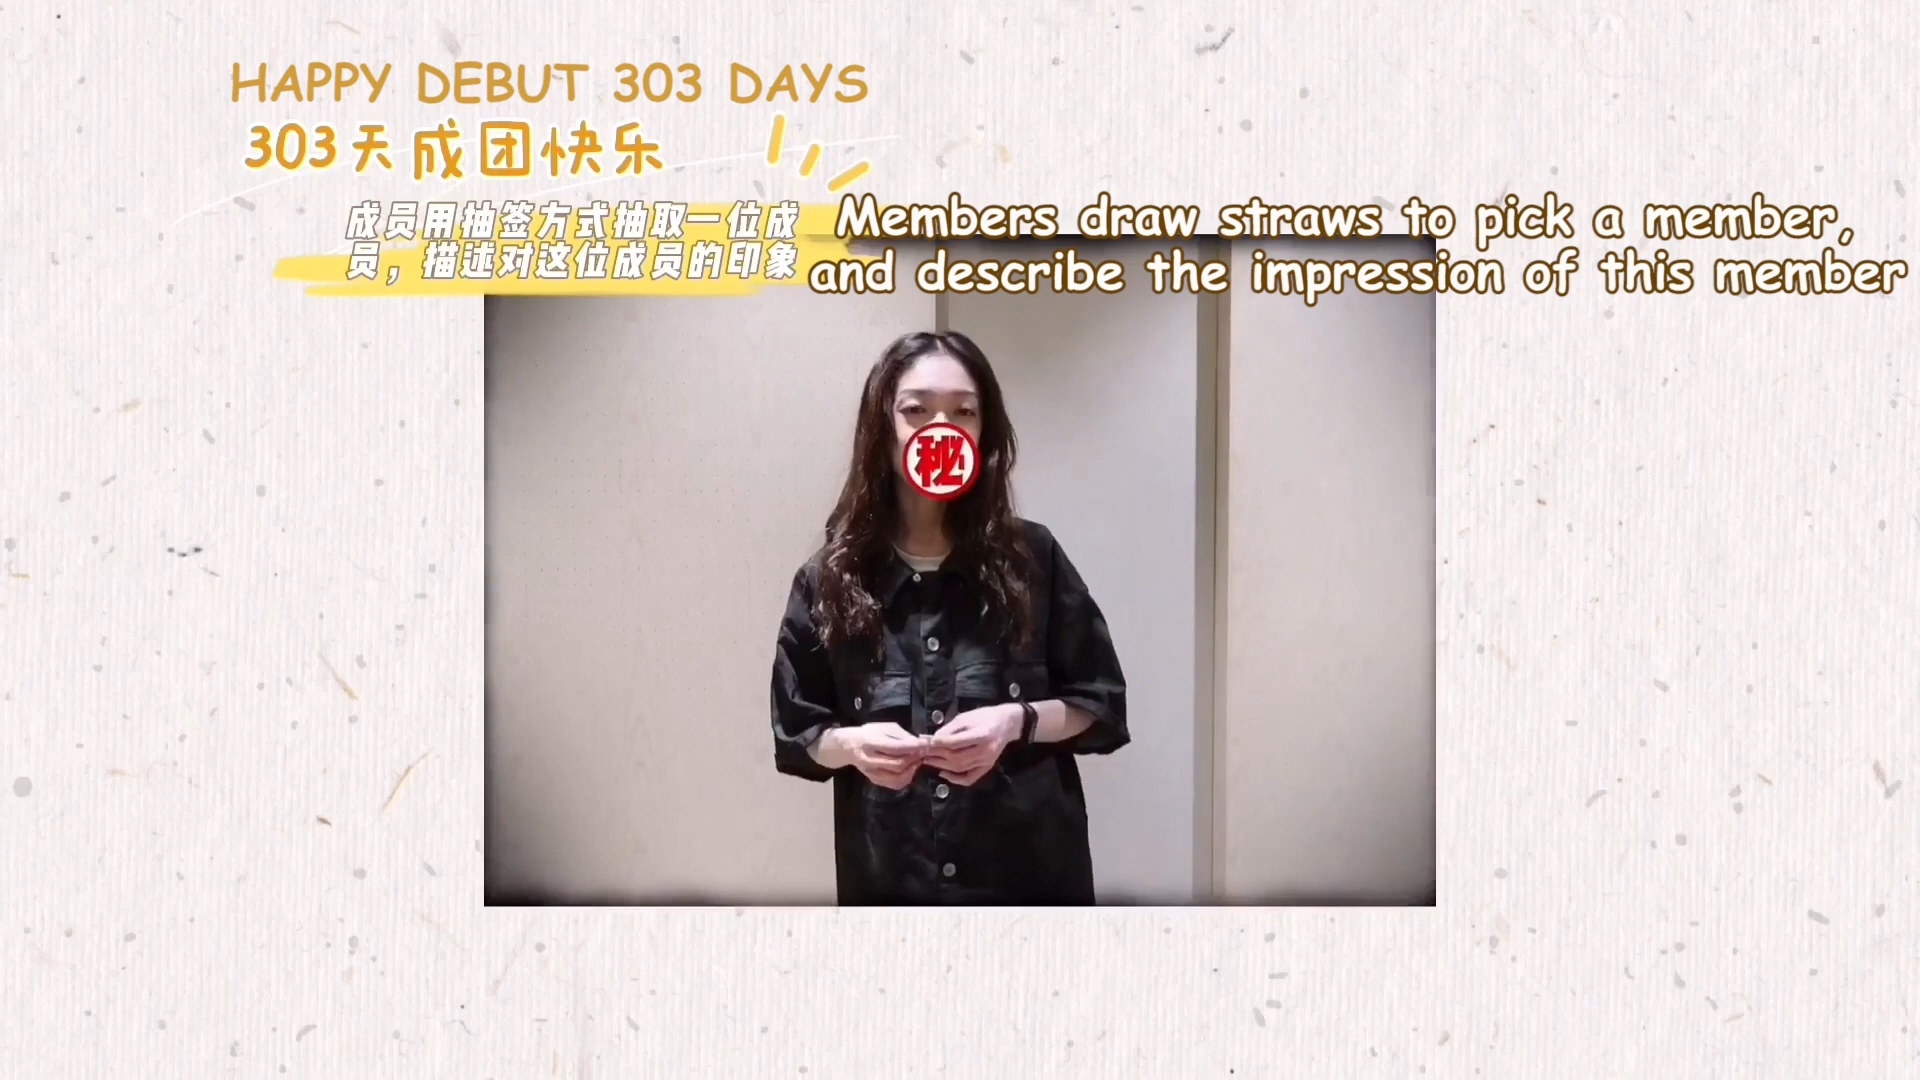 HAPPY DEBUT 303 DAYS
303天成团快乐
成员用抽签方式抽取一位成
员，描述对这位成员的印象
Members draw straws to pick a member,
and describe the impression of this member
秘